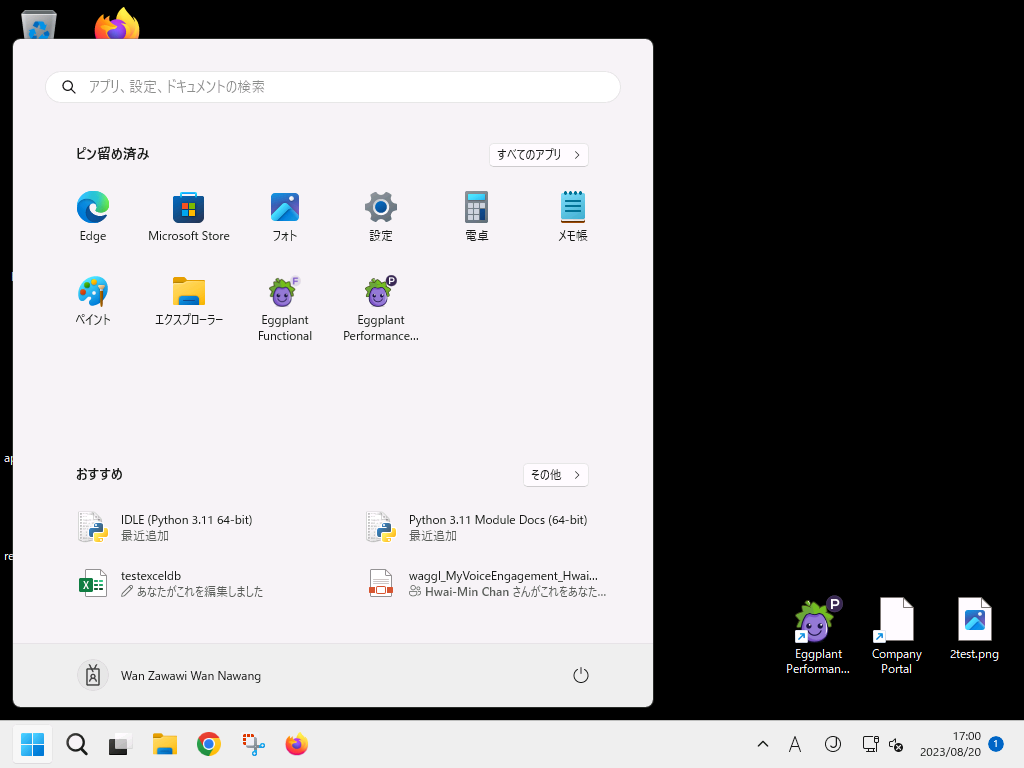 アプリ、設定、ドキュメントの検索
ピン留め済み
すべてのアプリ
Edge
Microsoft Store
フォト
設定
電卓
メモ帳
ペイント
エクスプローラー
Eggplant
Functional
Eggplant
Performance...
おすすめ
その他
IDLE (Python 3.11 64-bit)
最近追加
Python 3.11 Module Docs (64-bit)
最近追加
testexceldb
あなたがこれを編集しました
waggl_MyVoiceEngagement_Hwai...
Hwai-Min Chan さんがこれをあなた...
Wan Zawawi Wan Nawang
Eggplant
Performan...
Company
Portal
2test.png
A
17:00
2023/08/20
1